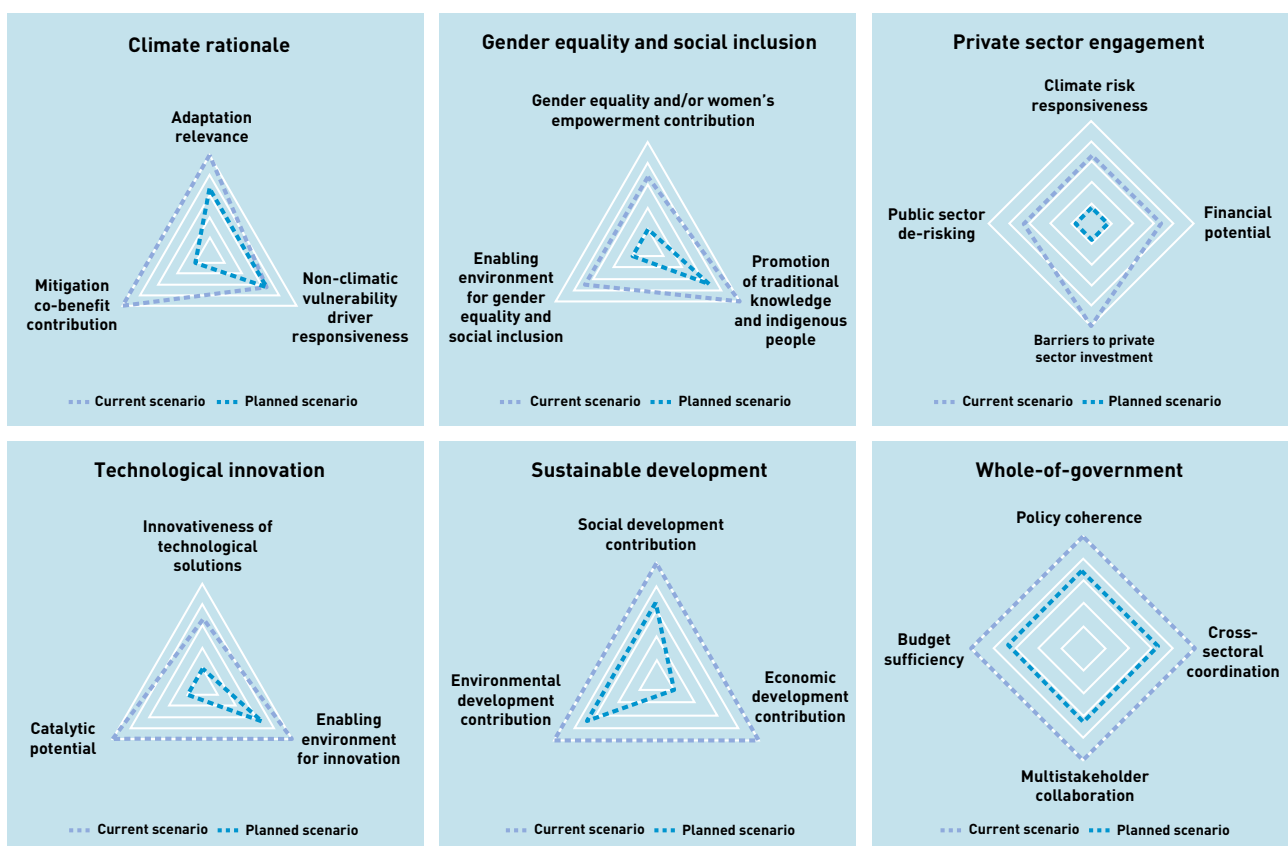 Climate rationale
Adaptation
relevance
Mitigation
co-benefit
contribution
Non-climatic
vulnerability
driver
responsiveness
Current scenario
Planned scenario
Gender equality and social inclusion
Gender equality and/or women's
empowerment contribution
Enabling
environment
for gender
equality and
social inclusion
Promotion
of traditional
knowledge
and indigenous
people
Current scenario
Planned scenario
Private sector engagement
Climate risk
responsiveness
Public sector
de-risking
Financial
potential
Barriers to private
sector investment
Current scenario
Planned scenario
Technological innovation
Innovativeness of
technological
solutions
Catalytic
potential
Enabling
environment
for innovation
Current scenario
Planned scenario
Sustainable development
Social development
contribution
Environmental
development
contribution
Economic
development
contribution
Current scenario
Planned scenario
Whole-of-government
Policy coherence
Budget
sufficiency
Cross-
sectoral
coordination
Multistakeholder
collaboration
Current scenario
Planned scenario